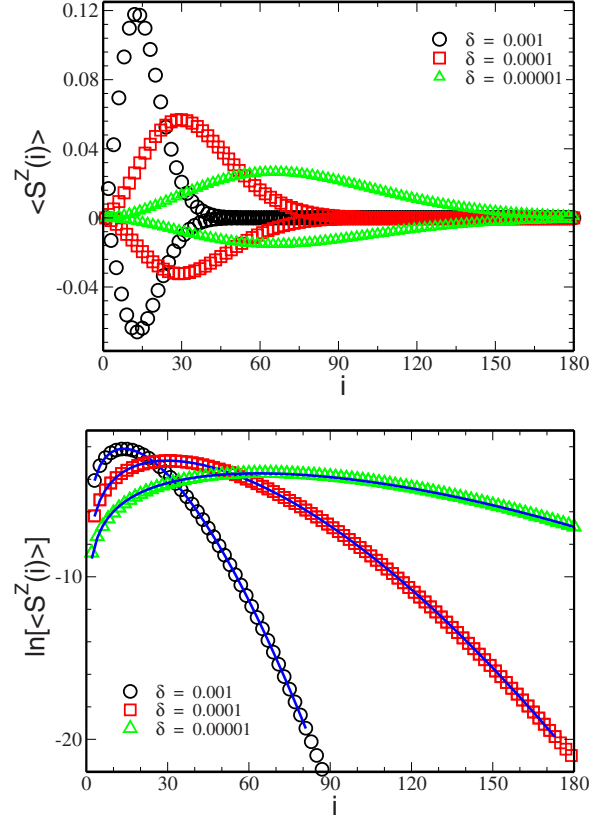 0.12
0.08
0.04
0
-0.04
<S^Z(i)>
δ = 0.001
δ = 0.0001
δ = 0.00001
0 30 60 90 120 150 180
i
-10
-20
ln[<S^Z(i)>]
δ = 0.001
δ = 0.0001
δ = 0.00001
0 30 60 90 120 150 180
i